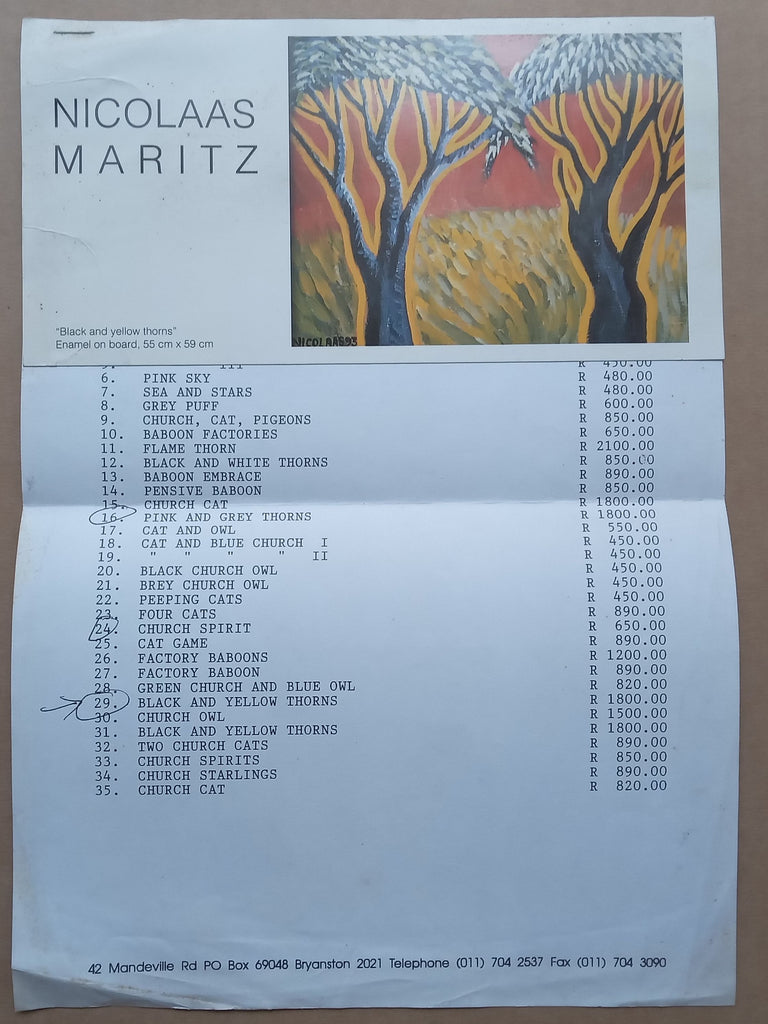 NICOLAAS
MARITZ
NICOLAAS93
"Black and yellow thorns"
Enamel on board, 55 cm x 59 cm
5. III R 450.00
6. PINK SKY R 480.00
7. SEA AND STARS R 480.00
8. GREY PUFF R 600.00
9. CHURCH, CAT, PIGEONS R 850.00
10. BABOON FACTORIES R 650.00
11. FLAME THORN R 2100.00
12. BLACK AND WHITE THORNS R 850.00
13. BABOON EMBRACE R 890.00
14. PENSIVE BABOON R 850.00
15. CHURCH CAT R 1800.00
16. PINK AND GREY THORNS R 1800.00
17. CAT AND OWL R 550.00
18. CAT AND BLUE CHURCH I R 450.00
19. " " " " II R 450.00
20. BLACK CHURCH OWL R 450.00
21. BREY CHURCH OWL R 450.00
22. PEEPING CATS R 450.00
23. FOUR CATS R 890.00
24. CHURCH SPIRIT R 650.00
25. CAT GAME R 890.00
26. FACTORY BABOONS R 1200.00
27. FACTORY BABOON R 890.00
28. GREEN CHURCH AND BLUE OWL R 820.00
29. BLACK AND YELLOW THORNS R 1800.00
30. CHURCH OWL R 1500.00
31. BLACK AND YELLOW THORNS R 1800.00
32. TWO CHURCH CATS R 890.00
33. CHURCH SPIRITS R 850.00
34. CHURCH STARLINGS R 890.00
35. CHURCH CAT R 820.00
42 Mandeville Rd PO Box 69048 Bryanston 2021 Telephone (011) 704 2537 Fax (011) 704 3090